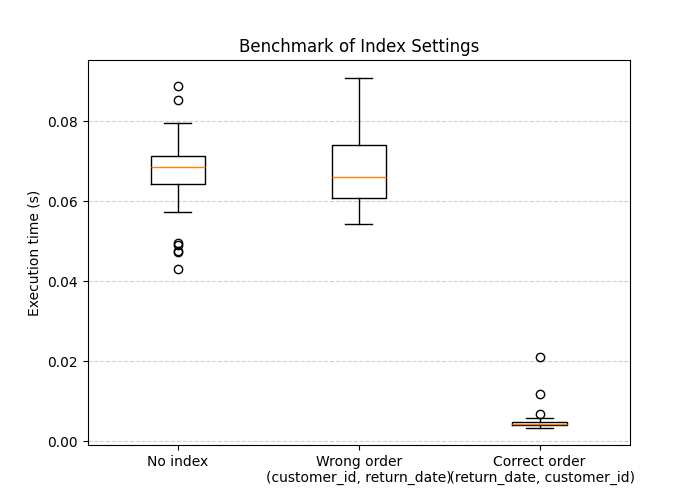 Benchmark of Index Settings
Execution time (s)
0.08
0.06
0.04
0.02
0.00
No index
Wrong order
(customer_id, return_date)
Correct order
(return_date, customer_id)